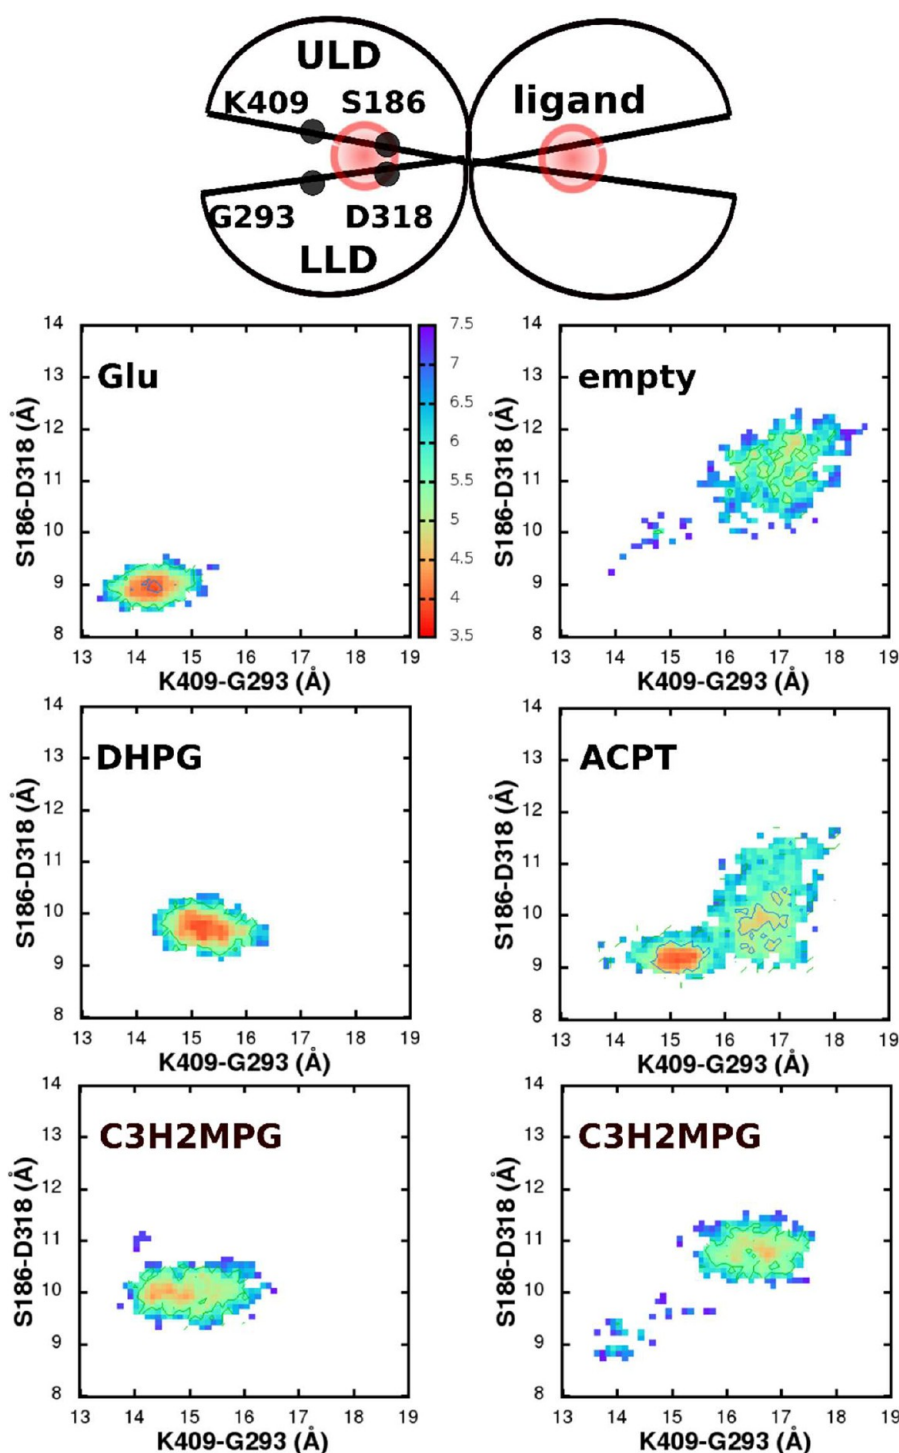 ULD
K409 S186 ligand
G293 D318
LLD
14
13
12
11
10
9
8
S186-D318 (Å)
Glu
7.5
7
6.5
6
5.5
5
4.5
4
3.5
13 14 15 16 17 18 19
K409-G293 (Å)
14
13
12
11
10
9
8
S186-D318 (Å)
empty
13 14 15 16 17 18 19
K409-G293 (Å)
14
13
12
11
10
9
8
S186-D318 (Å)
DHPG
13 14 15 16 17 18 19
K409-G293 (Å)
14
13
12
11
10
9
8
S186-D318 (Å)
ACPT
13 14 15 16 17 18 19
K409-G293 (Å)
14
13
12
11
10
9
8
S186-D318 (Å)
C3H2MPG
13 14 15 16 17 18 19
K409-G293 (Å)
14
13
12
11
10
9
8
S186-D318 (Å)
C3H2MPG
13 14 15 16 17 18 19
K409-G293 (Å)